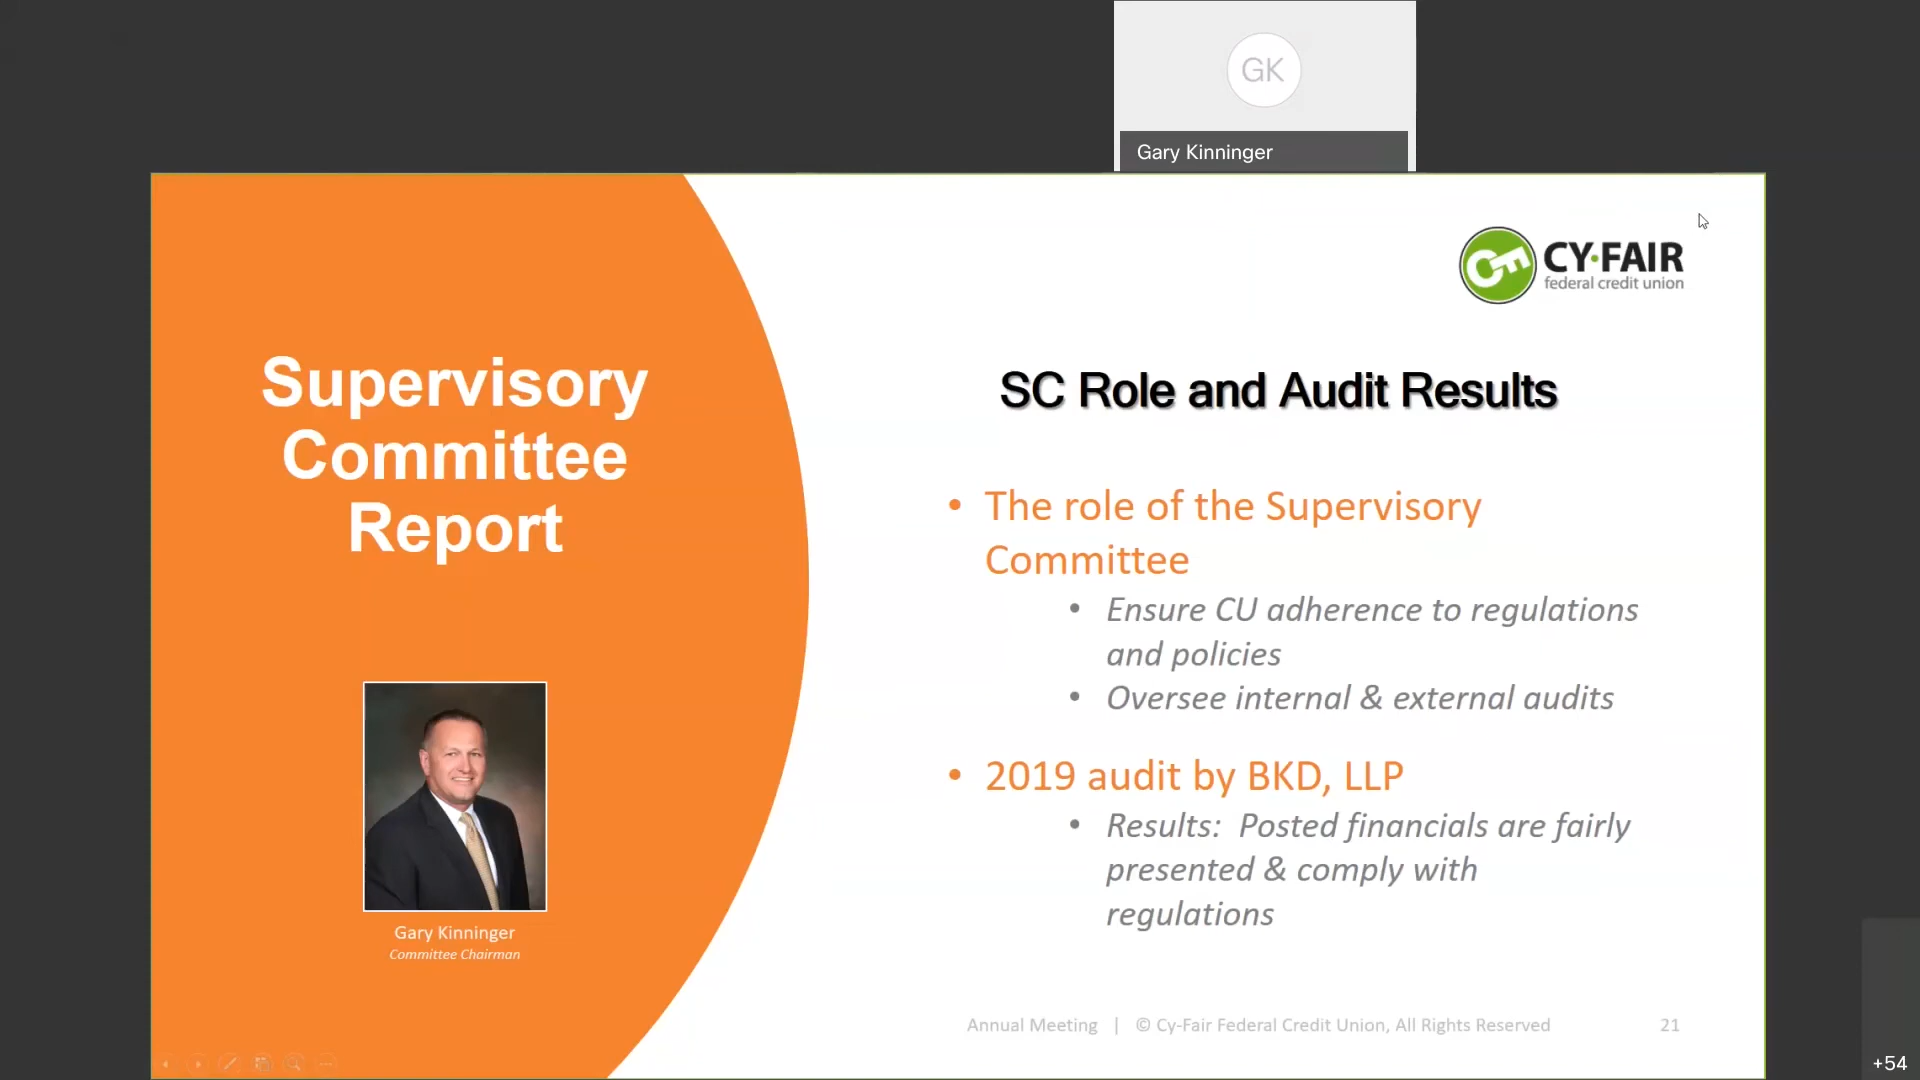 GK
Gary Kinninger
CY·FAIR
federal credit union
Supervisory
Committee
Report
Gary Kinninger
Committee Chairman
SC Role and Audit Results
• The role of the Supervisory
Committee
• Ensure CU adherence to regulations
and policies
• Oversee internal & external audits
• 2019 audit by BKD, LLP
• Results:  Posted financials are fairly
presented & comply with
regulations
Annual Meeting | © Cy-Fair Federal Credit Union, All Rights Reserved 21
+54